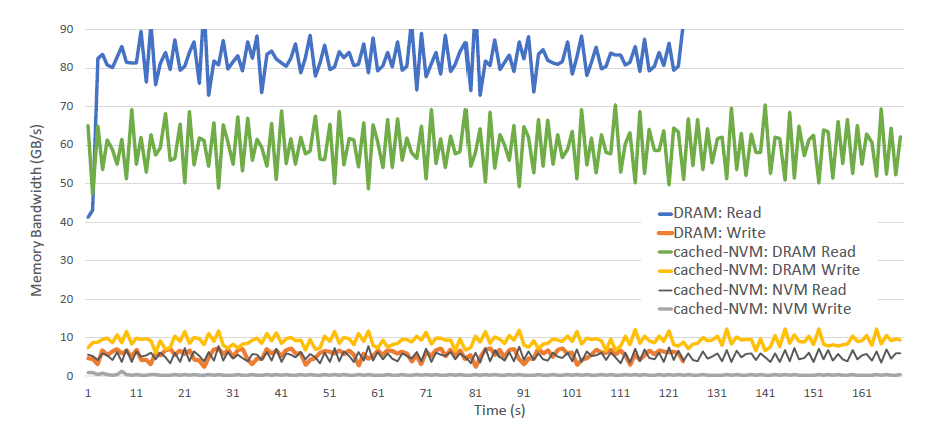 90
80
70
60
50
40
30
20
10
0
Memory Bandwidth (GB/s)
DRAM: Read
DRAM: Write
cached-NVM: DRAM Read
cached-NVM: DRAM Write
cached-NVM: NVM Read
cached-NVM: NVM Write
1 11 21 31 41 51 61 71 81 91 101 111 121 131 141 151 161
Time (s)